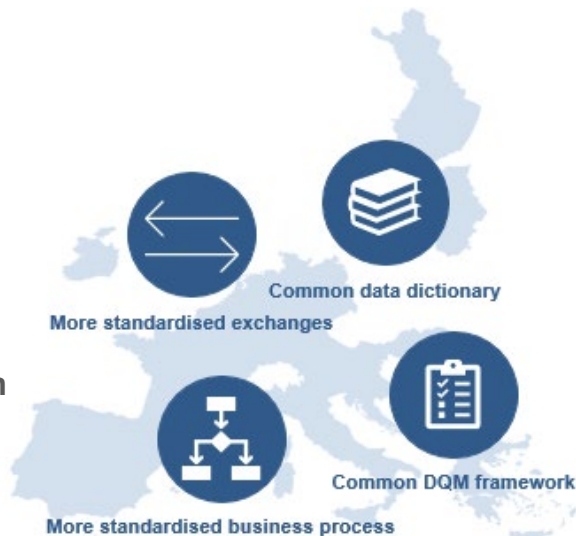 Common data dictionary
More standardised exchanges
Common DQM framework
More standardised business process